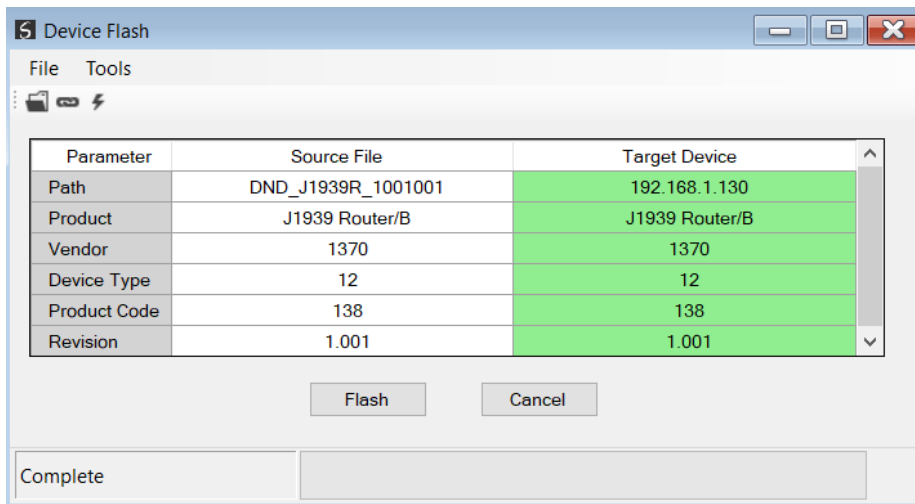 Device Flash
File Tools
Parameter Source File Target Device
Path DND_J1939R_1001001 192.168.1.130
Product J1939 Router/B J1939 Router/B
Vendor 1370 1370
Device Type 12 12
Product Code 138 138
Revision 1.001 1.001
Flash Cancel
Complete